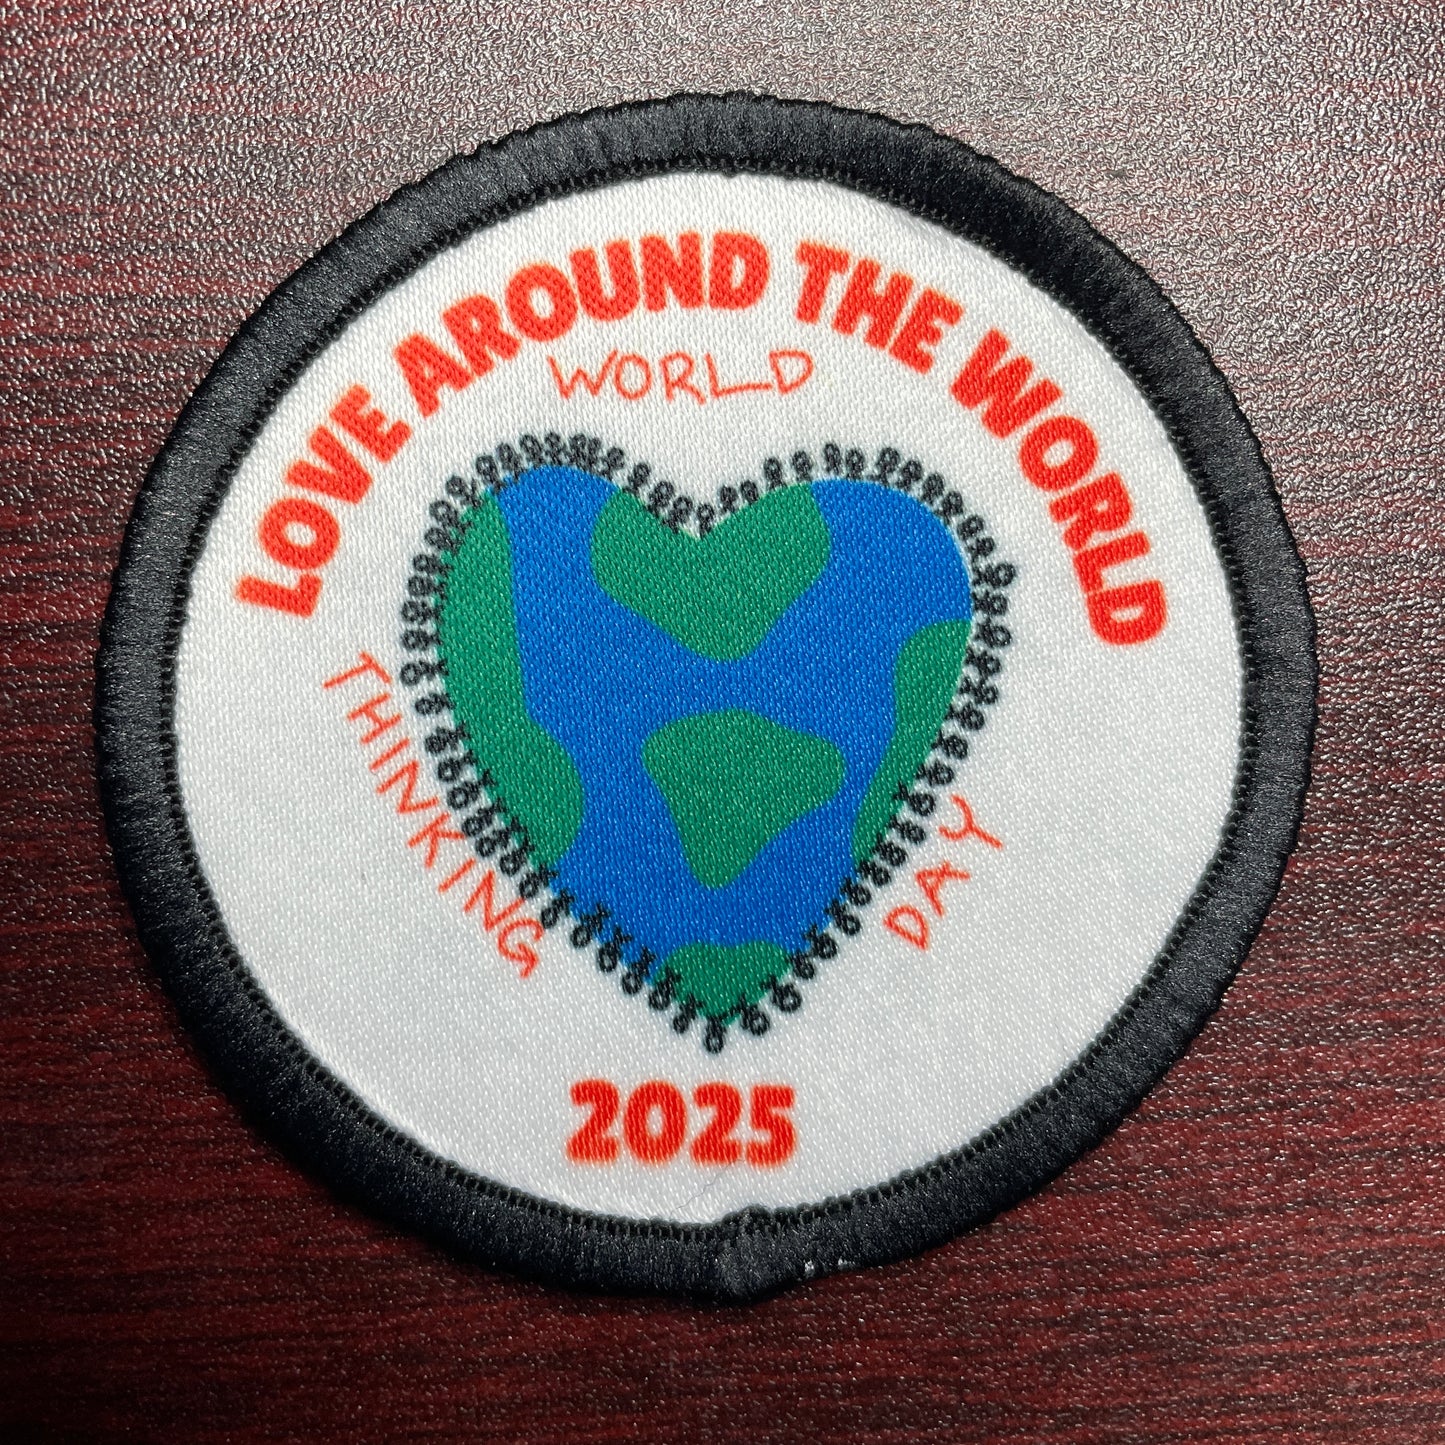 LOVE AROUND THE WORLD
WORLD
THINKING
DAY
2025